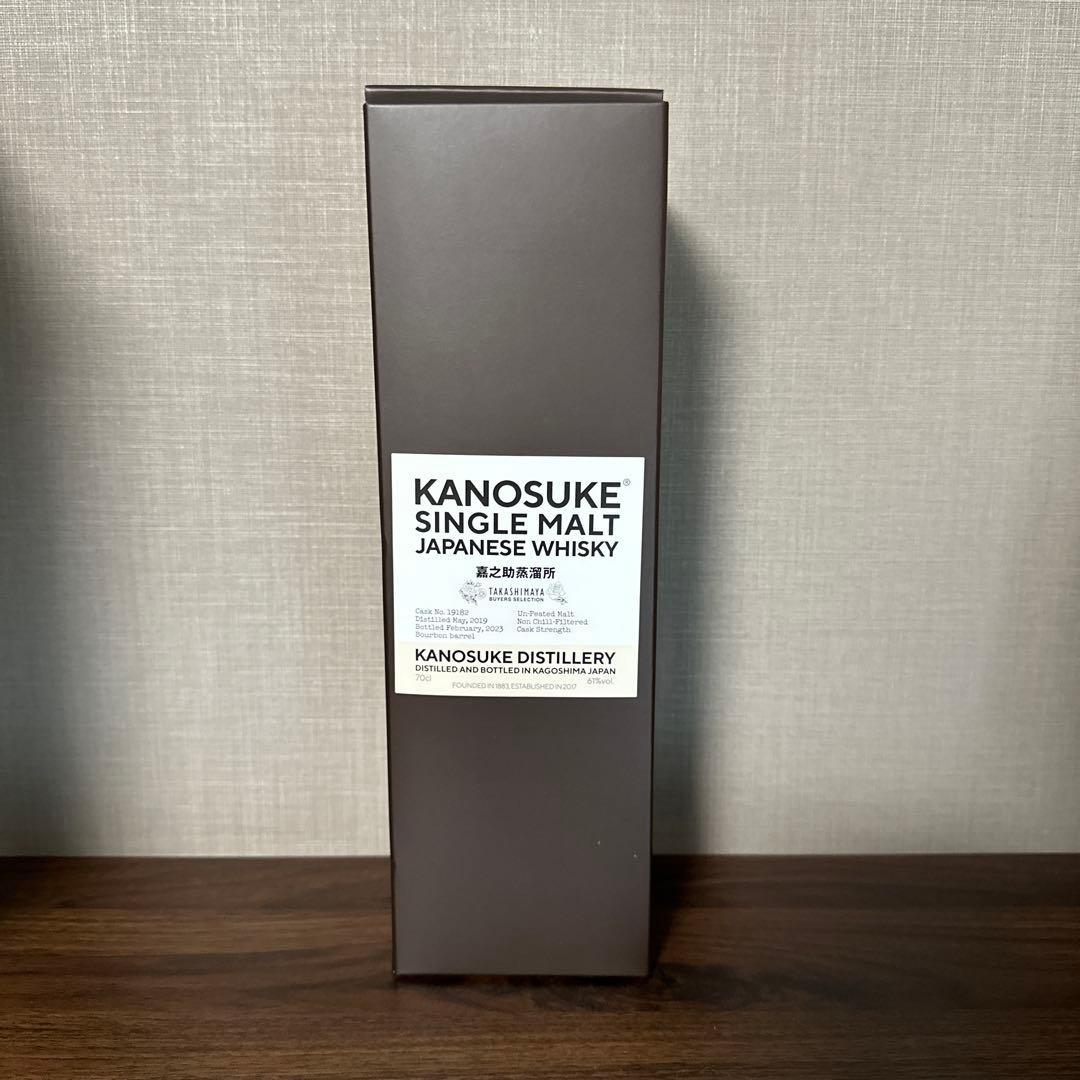 KANOSUKE®
SINGLE MALT
JAPANESE WHISKY
嘉之助蒸溜所
TAKASHIMAYA
BUYERS SELECTION
Cask No. 19182
Distilled May, 2019
Bottled February, 2023
Bourbon barrel
Un-Peated Malt
Non Chill-Filtered
Cask Strength
KANOSUKE DISTILLERY
DISTILLED AND BOTTLED IN KAGOSHIMA JAPAN
70cl 61%vol.
FOUNDED IN 1883, ESTABLISHED IN 2017